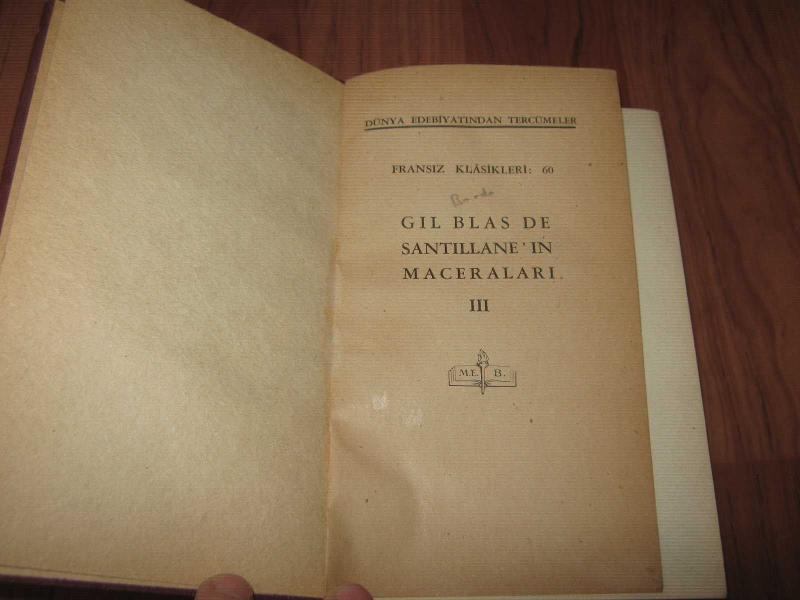 DÜNYA EDEBİYATINDAN TERCÜMELER
FRANSIZ KLÂSİKLERİ: 60
GIL BLAS DE
SANTILLANE'IN
MACERALARI
III
M.E. B.